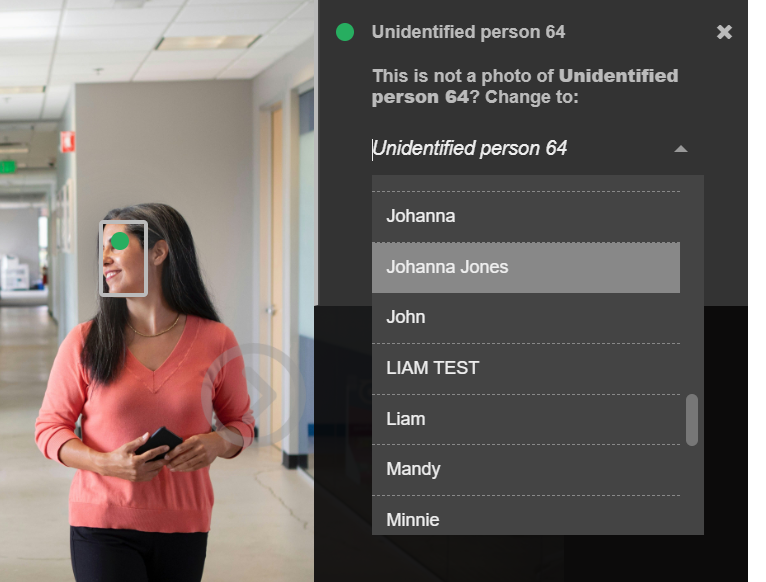 Unidentified person 64
This is not a photo of Unidentified
person 64? Change to:
Unidentified person 64
Johanna
Johanna Jones
John
LIAM TEST
Liam
Mandy
Minnie